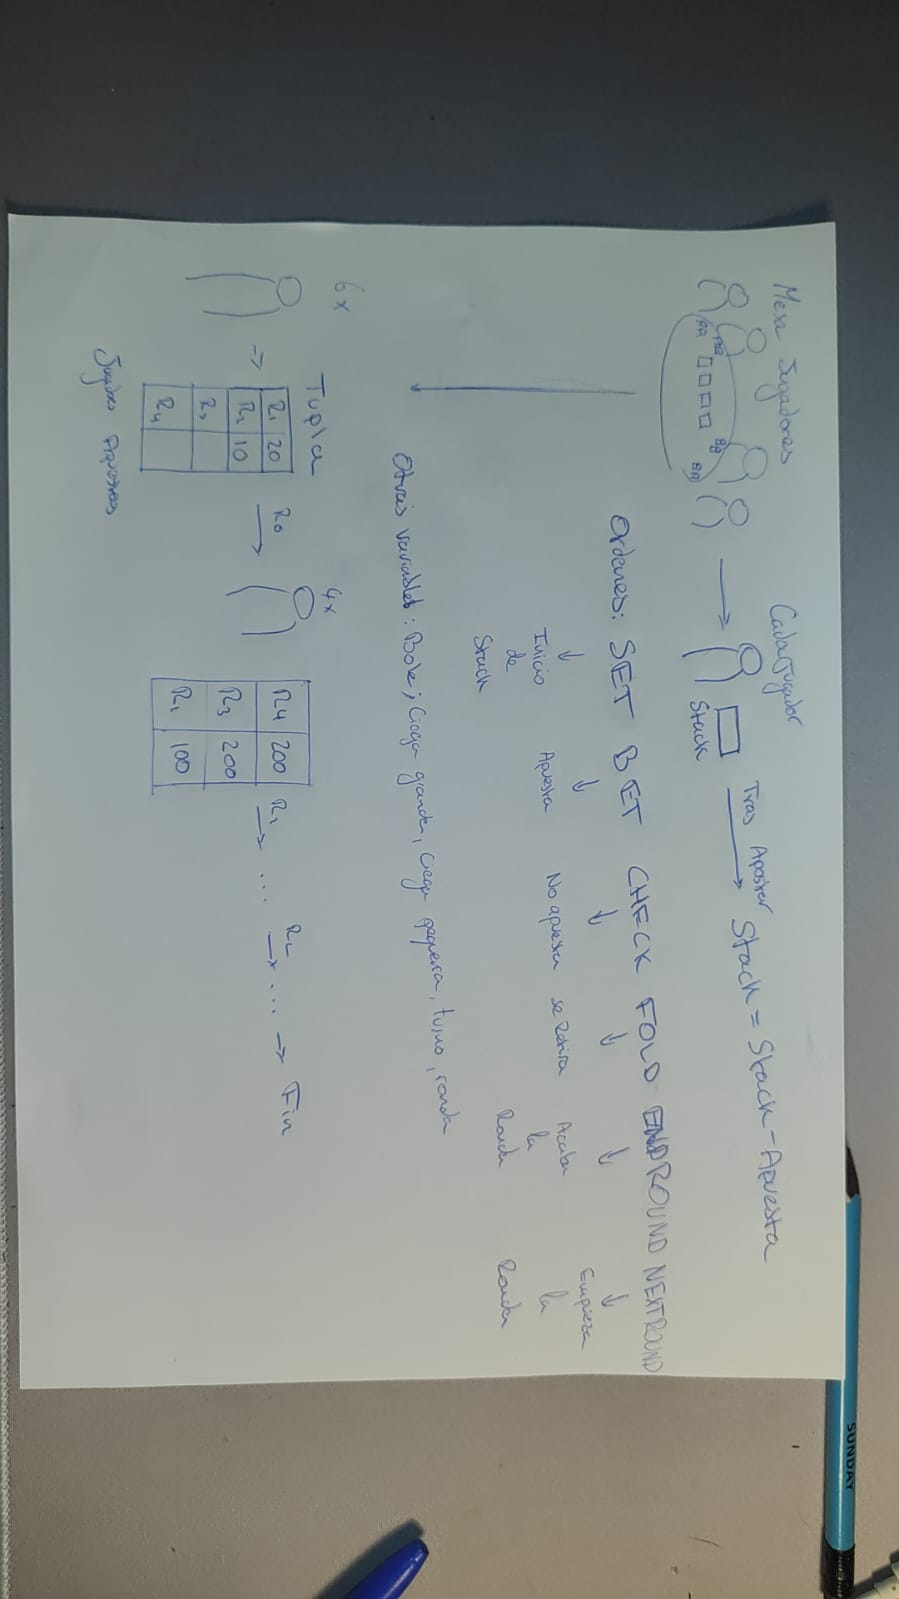 SUNDAY
Mesa Jugadores
Cada Jugador
Tras Apostar
Stack = Stack - Apuesta
Stack
BB
Ordenes: SET BET CHECK FOLD ENDROUND NEXTROUND
Inicio de Stack
Apuesta
No apuesta
se Retira
Acaba la Ronda
Empieza la Ronda
Otras variables: Bote; Ciega grande, Ciega pequeña, turno, ronda
6x
Tupla
R1 20
R2 10
R3
R4
Jugadores Apuestas
R0
4x
R4 200
R3 200
R1 100
R1
...
R2
...
Fin